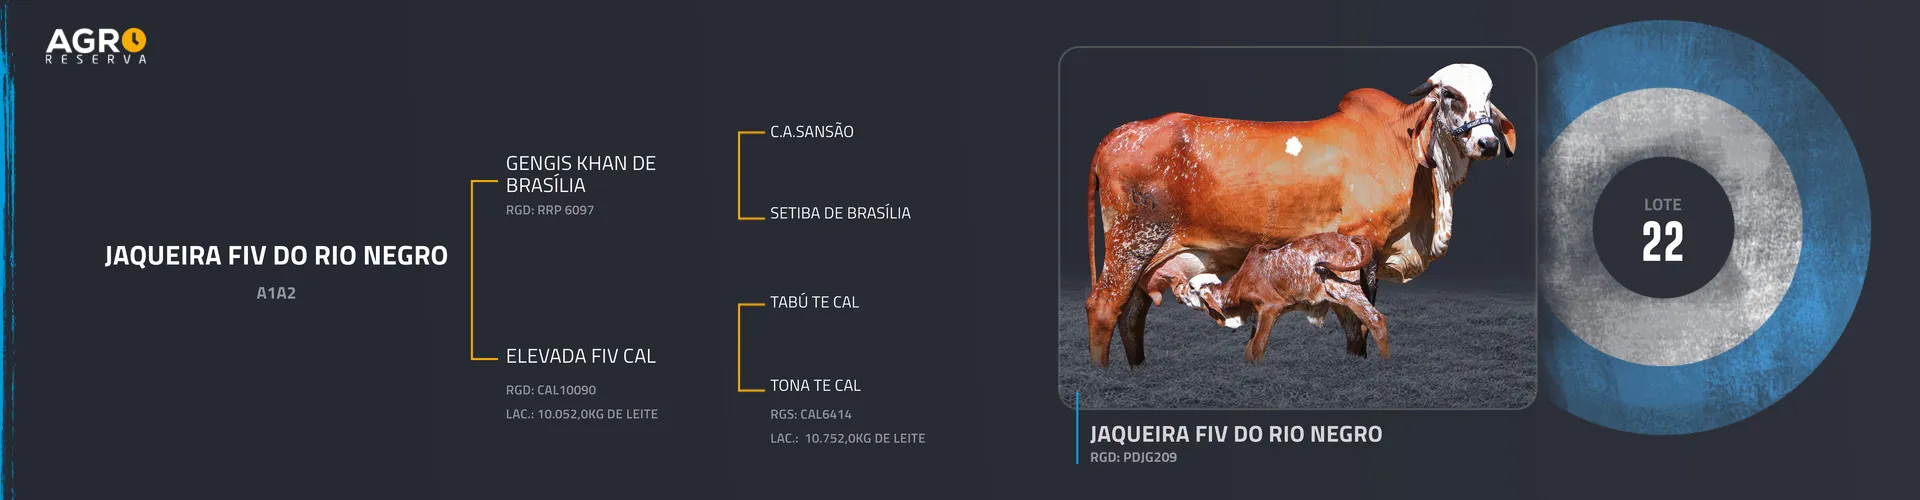 AGRO
RESERVA
JAQUEIRA FIV DO RIO NEGRO
A1A2
GENGIS KHAN DE
BRASÍLIA
RGD: RRP 6097
ELEVADA FIV CAL
RGD: CAL10090
LAC.: 10.052,0KG DE LEITE
C.A.SANSÃO
SETIBA DE BRASÍLIA
TABÚ TE CAL
TONA TE CAL
RGS: CAL6414
LAC.: 10.752,0KG DE LEITE
JAQUEIRA FIV DO RIO NEGRO
RGD: PDJG209
LOTE
22